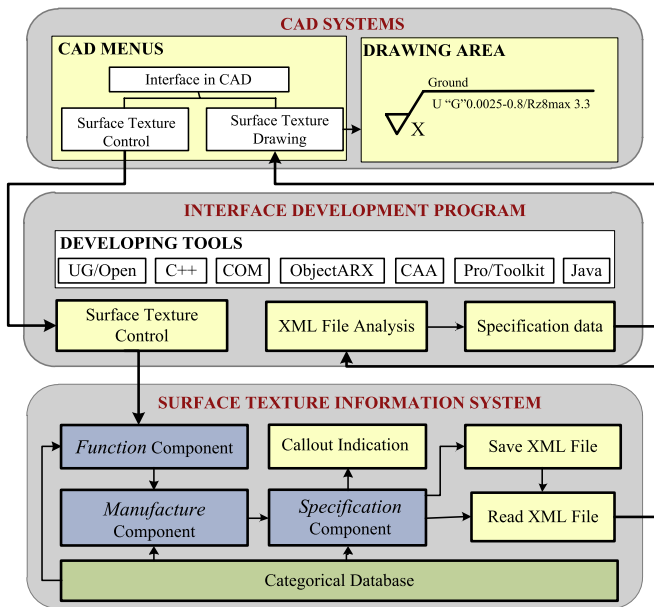 CAD SYSTEMS
CAD MENUS
Interface in CAD
Surface Texture
Control
Surface Texture
Drawing
DRAWING AREA
Ground
U “G”0.0025-0.8/Rz8max 3.3
X
INTERFACE DEVELOPMENT PROGRAM
DEVELOPING TOOLS
UG/Open
C++
COM
ObjectARX
CAA
Pro/Toolkit
Java
Surface Texture
Control
XML File Analysis
Specification data
SURFACE TEXTURE INFORMATION SYSTEM
Function Component
Callout Indication
Save XML File
Manufacture
Component
Specification
Component
Read XML File
Categorical Database